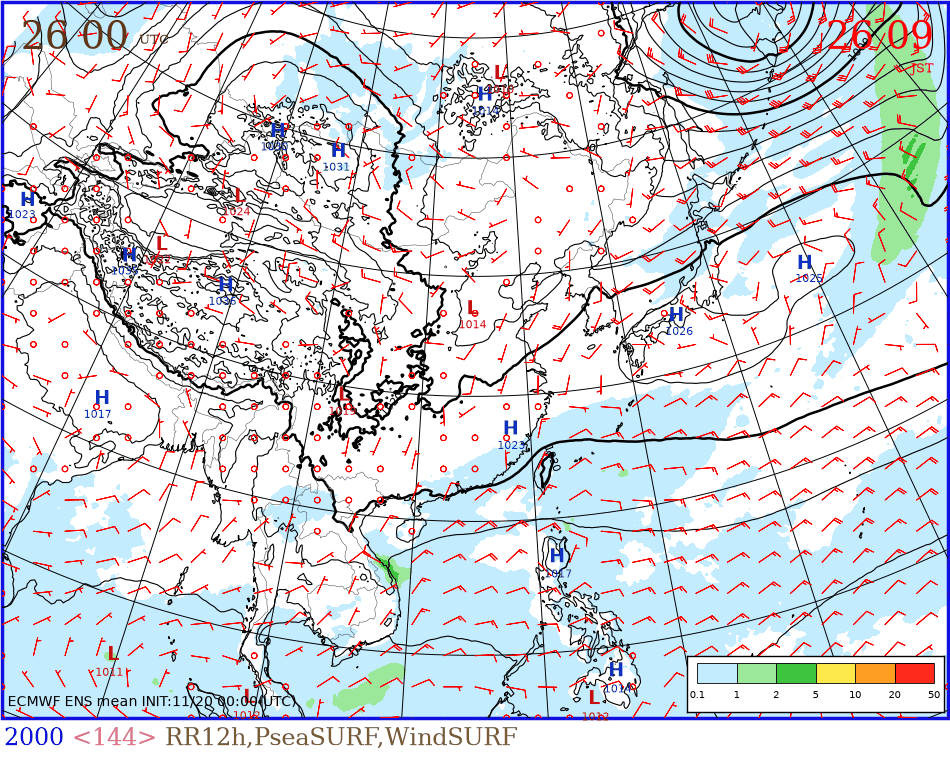 26 00 UTC
26 09
JST
L
H
H
H
1031
H
1023
L
1024
L
H
H
H
1025
L
1014
H
1026
H
1017
L
H
1023
H
1017
L
1011
H
L
L
1012
ECMWF ENS mean INIT:11/20 00:00(UTC)
0.1 1 2 5 10 20 50
2000 <144> RR12h,PseaSURF,WindSURF